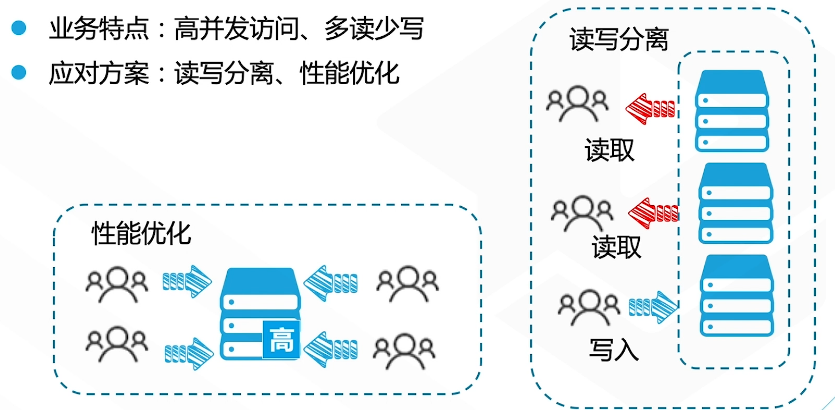 业务特点：高并发访问、多读少写
应对方案：读写分离、性能优化
读写分离
读取
读取
写入
性能优化
高